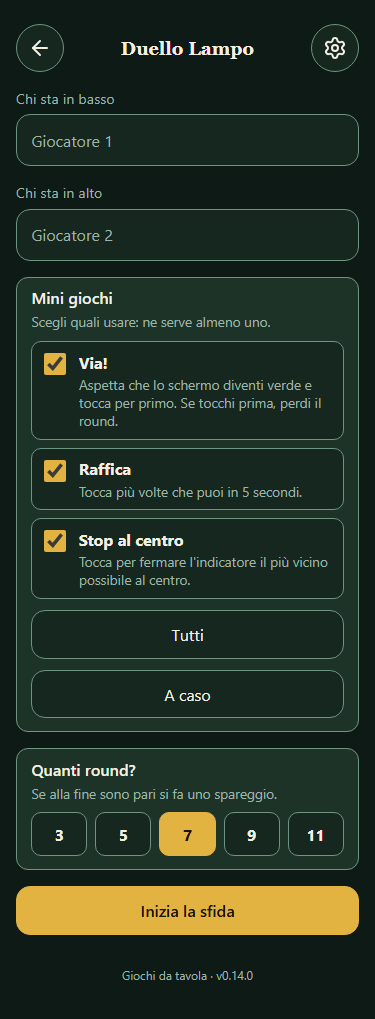 Duello Lampo
Chi sta in basso
Giocatore 1
Chi sta in alto
Giocatore 2
Mini giochi
Scegli quali usare: ne serve almeno uno.
Via!
Aspetta che lo schermo diventi verde e
tocca per primo. Se tocchi prima, perdi il
round.
Raffica
Tocca più volte che puoi in 5 secondi.
Stop al centro
Tocca per fermare l'indicatore il più vicino
possibile al centro.
Tutti
A caso
Quanti round?
Se alla fine sono pari si fa uno spareggio.
3 5 7 9 11
Inizia la sfida
Giochi da tavola · v0.14.0